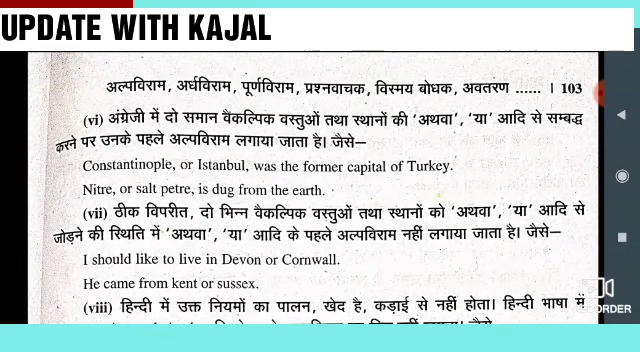 UPDATE WITH KAJAL
अल्पविराम, अर्धविराम, पूर्णविराम, प्रश्नवाचक, विस्मय बोधक, अवतरण ...... | 103
(vi) अंग्रेजी में दो समान वैकल्पिक वस्तुओं तथा स्थानों की 'अथवा', 'या' आदि से सम्बद्ध
करने पर उनके पहले अल्पविराम लगाया जाता है। जैसे–
Constantinople, or Istanbul, was the former capital of Turkey.
Nitre, or salt petre, is dug from the earth.
(vii) ठीक विपरीत, दो भिन्न वैकल्पिक वस्तुओं तथा स्थानों को 'अथवा', 'या' आदि से
जोड़ने की स्थिति में 'अथवा', 'या' आदि के पहले अल्पविराम नहीं लगाया जाता है। जैसे–
I should like to live in Devon or Cornwall.
He came from kent or sussex.
(viii) हिन्दी में उक्त नियमों का पालन, खेद है, कड़ाई से नहीं होता। हिन्दी भाषा में
ORDER